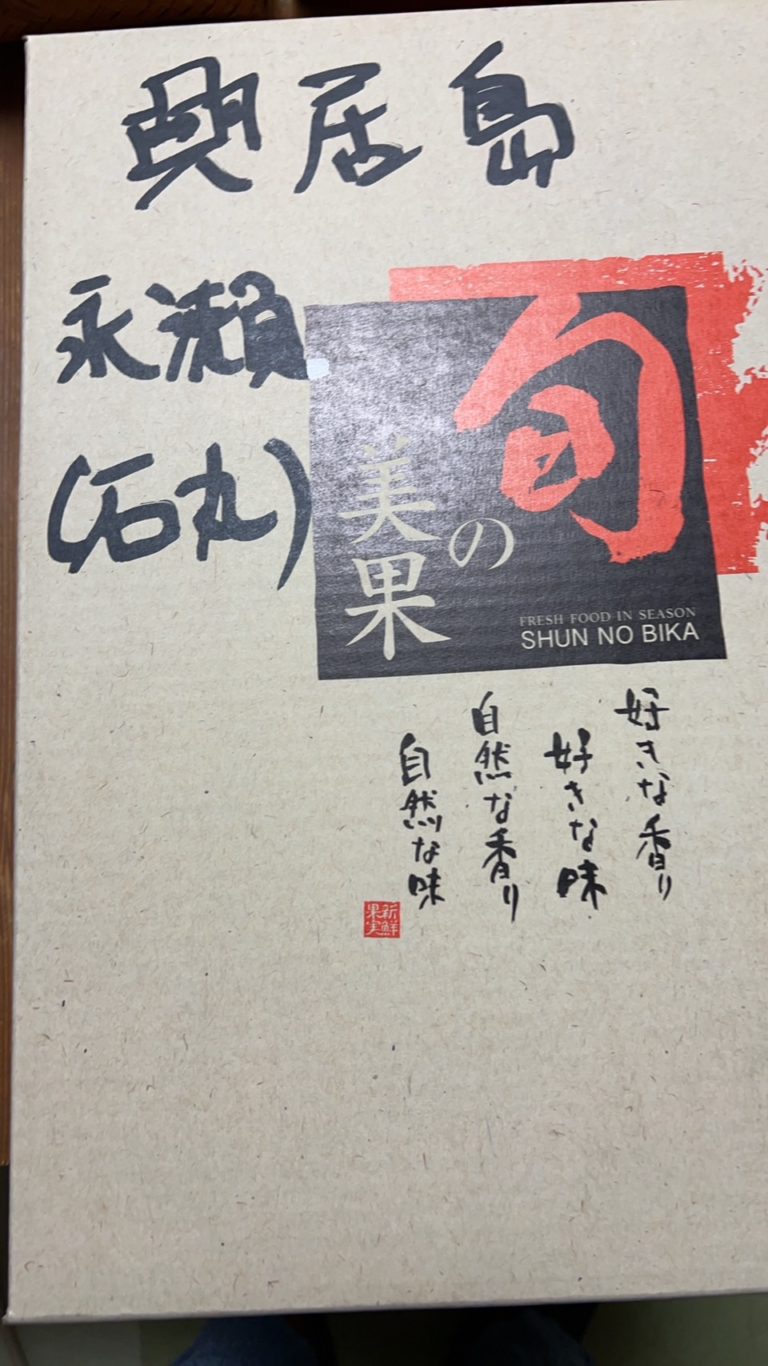 興居島
永瀬
(石丸)
旬
の
美果
FRESH FOOD IN SEASON
SHUN NO BIKA
好きな香り
好きな味
自然な香り
自然な味
新鮮
果実